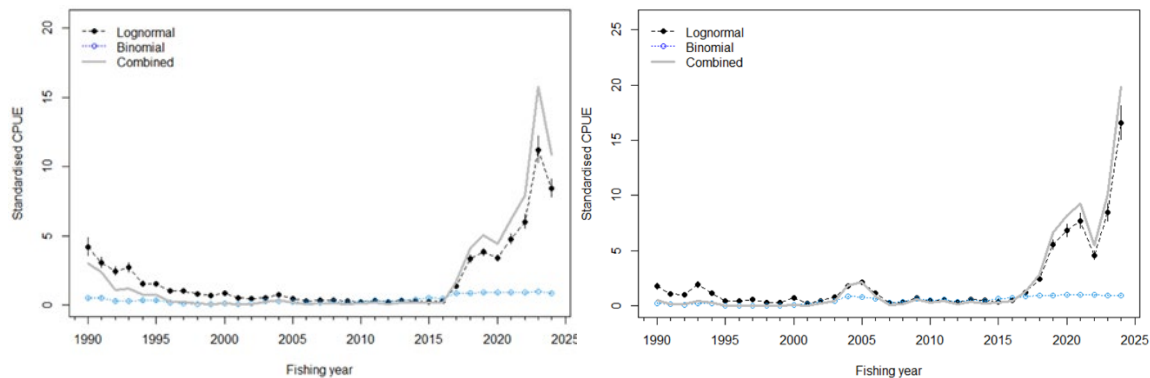 20
15
10
5
0
Standardised CPUE
Lognormal
Binomial
Combined
1990 1995 2000 2005 2010 2015 2020 2025
Fishing year
25
20
15
10
5
0
Standardised CPUE
Lognormal
Binomial
Combined
1990 1995 2000 2005 2010 2015 2020 2025
Fishing year